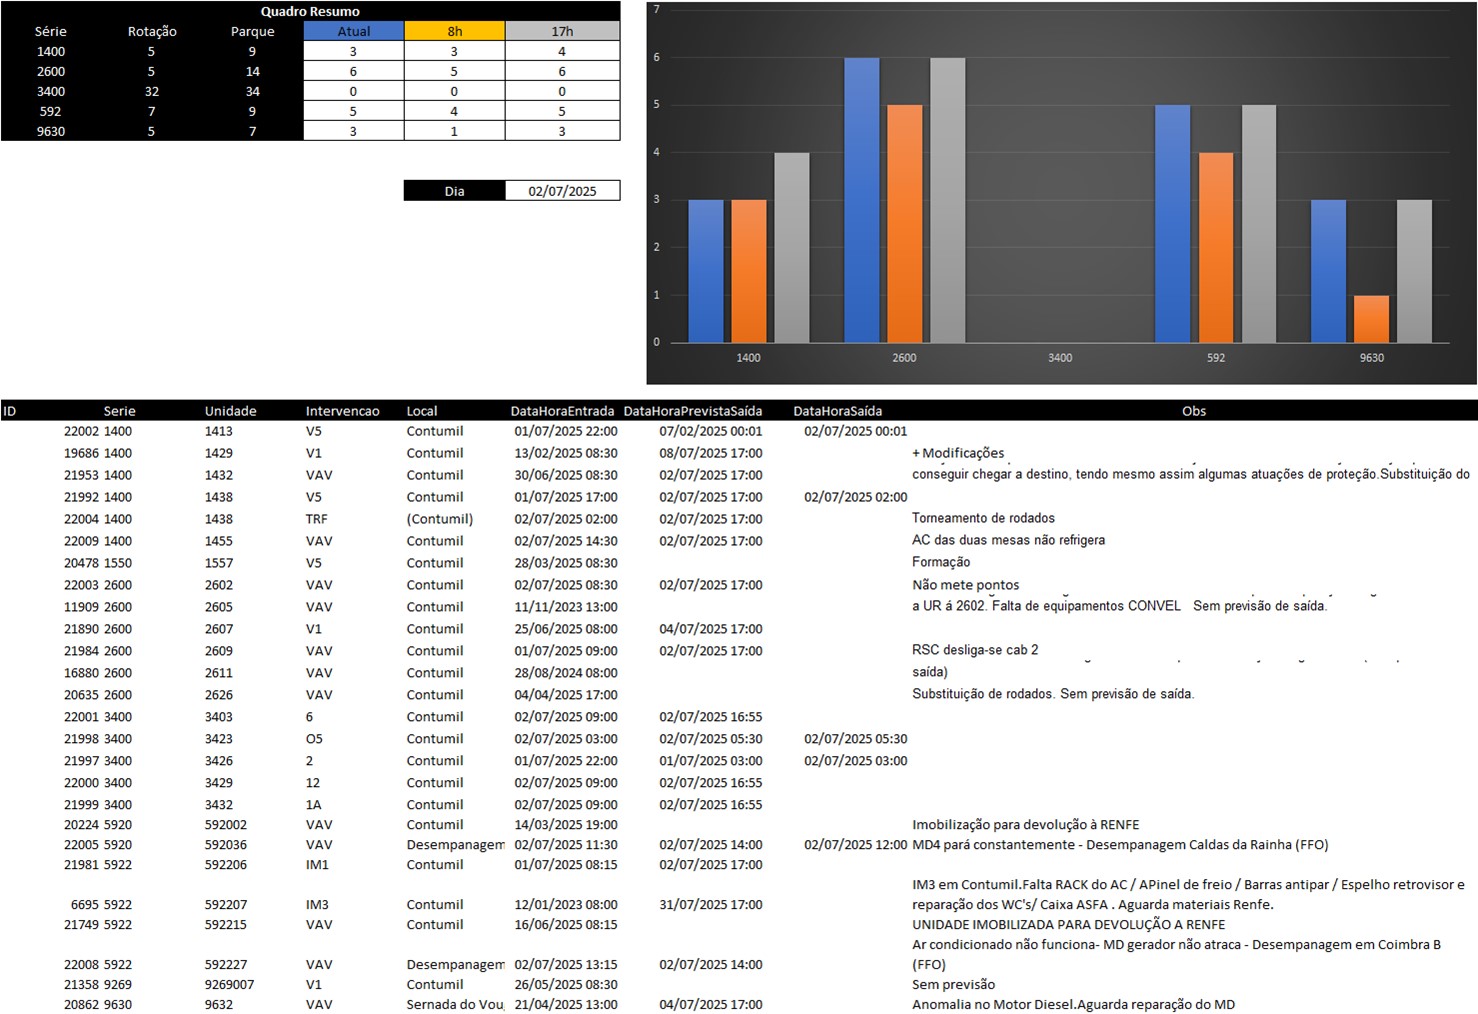 Quadro Resumo
Série Rotação Parque Atual 8h 17h
1400 5 9 3 3 4
2600 5 14 6 5 6
3400 32 34 0 0 0
592 7 9 5 4 5
9630 5 7 3 1 3
Dia 02/07/2025
7
6
5
4
3
2
1
0
1400 2600 3400 592 9630
ID Serie Unidade Intervencao Local DataHoraEntrada DataHoraPrevistaSaída DataHoraSaída Obs
22002 1400 1413 V5 Contumil 01/07/2025 22:00 07/02/2025 00:01 02/07/2025 00:01
19686 1400 1429 V1 Contumil 13/02/2025 08:30 08/07/2025 17:00 + Modificações
21953 1400 1432 VAV Contumil 30/06/2025 08:30 02/07/2025 17:00 conseguir chegar a destino, tendo mesmo assim algumas atuações de proteção.Substituição do
21992 1400 1438 V5 Contumil 01/07/2025 17:00 02/07/2025 17:00 02/07/2025 02:00
22004 1400 1438 TRF (Contumil) 02/07/2025 02:00 02/07/2025 17:00 Torneamento de rodados
22009 1400 1455 VAV Contumil 02/07/2025 14:30 02/07/2025 17:00 AC das duas mesas não refrigera
20478 1550 1557 V5 Contumil 28/03/2025 08:30 Formação
22003 2600 2602 VAV Contumil 02/07/2025 08:30 02/07/2025 17:00 Não mete pontos
11909 2600 2605 VAV Contumil 11/11/2023 13:00 a UR á 2602. Falta de equipamentos CONVEL Sem previsão de saída.
21890 2600 2607 V1 Contumil 25/06/2025 08:00 04/07/2025 17:00
21984 2600 2609 VAV Contumil 01/07/2025 09:00 02/07/2025 17:00 RSC desliga-se cab 2
16880 2600 2611 VAV Contumil 28/08/2024 08:00 saída)
20635 2600 2626 VAV Contumil 04/04/2025 17:00 Substituição de rodados. Sem previsão de saída.
22001 3400 3403 6 Contumil 02/07/2025 09:00 02/07/2025 16:55
21998 3400 3423 O5 Contumil 02/07/2025 03:00 02/07/2025 05:30 02/07/2025 05:30
21997 3400 3426 2 Contumil 01/07/2025 22:00 01/07/2025 03:00 02/07/2025 03:00
22000 3400 3429 12 Contumil 02/07/2025 09:00 02/07/2025 16:55
21999 3400 3432 1A Contumil 02/07/2025 09:00 02/07/2025 16:55
20224 5920 592002 VAV Contumil 14/03/2025 19:00 Imobilização para devolução à RENFE
22005 5920 592036 VAV Desempanagem 02/07/2025 11:30 02/07/2025 14:00 02/07/2025 12:00 MD4 pará constantemente - Desempanagem Caldas da Rainha (FFO)
21981 5922 592206 IM1 Contumil 01/07/2025 08:15 02/07/2025 17:00
IM3 em Contumil.Falta RACK do AC / APinel de freio / Barras antipar / Espelho retrovisor e
6695 5922 592207 IM3 Contumil 12/01/2023 08:00 31/07/2025 17:00 reparação dos WC's/ Caixa ASFA . Aguarda materiais Renfe.
21749 5922 592215 VAV Contumil 16/06/2025 08:15 UNIDADE IMOBILIZADA PARA DEVOLUÇÃO A RENFE
Ar condicionado não funciona- MD gerador não atraca - Desempanagem em Coimbra B
22008 5922 592227 VAV Desempanagem 02/07/2025 13:15 02/07/2025 14:00 (FFO)
21358 9269 9269007 V1 Contumil 26/05/2025 08:30 Sem previsão
20862 9630 9632 VAV Sernada do Vou 21/04/2025 13:00 04/07/2025 17:00 Anomalia no Motor Diesel.Aguarda reparação do MD